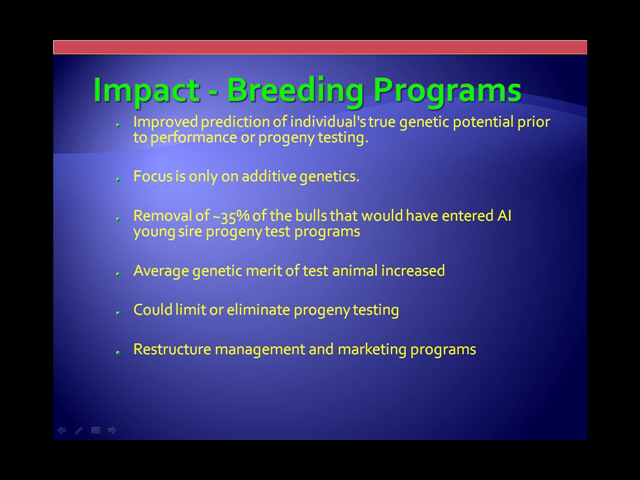 Impact - Breeding Programs
Improved prediction of individual's true genetic potential prior
to performance or progeny testing.
Focus is only on additive genetics.
Removal of ~35% of the bulls that would have entered AI
young sire progeny test programs
Average genetic merit of test animal increased
Could limit or eliminate progeny testing
Restructure management and marketing programs